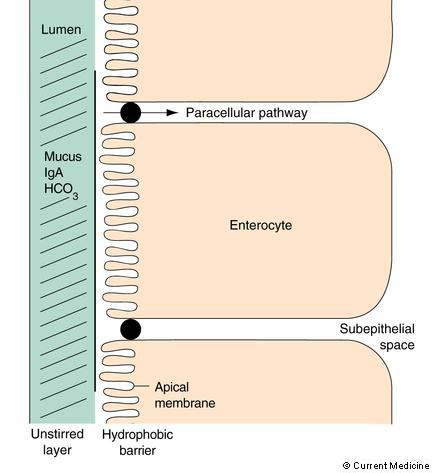 Lumen
Paracellular pathway
Mucus
IgA
HCO3
Enterocyte
Subepithelial
space
Apical
membrane
Unstirred
layer
Hydrophobic
barrier
© Current Medicine